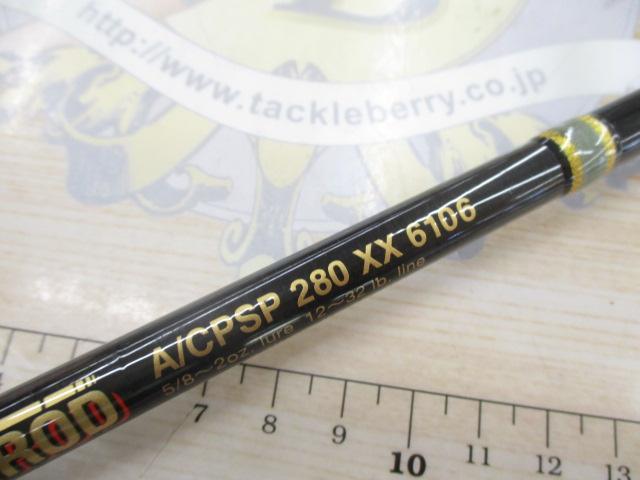 http://www.tackleberry.co.jp
A/CPSP 280 XX 6106
5/8～2oz. lure 12～32 lb. line
ROD
7 8 9 10 11 12 13